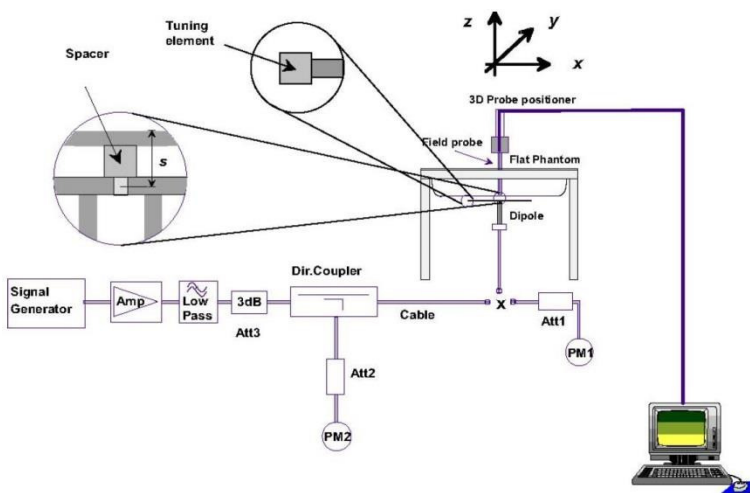 Tuning
element
Spacer
s
z
y
x
3D Probe positioner
Field probe
Flat Phantom
Dipole
Signal
Generator
Amp
Low
Pass
3dB
Att3
Dir.Coupler
Cable
x
Att1
PM1
Att2
PM2